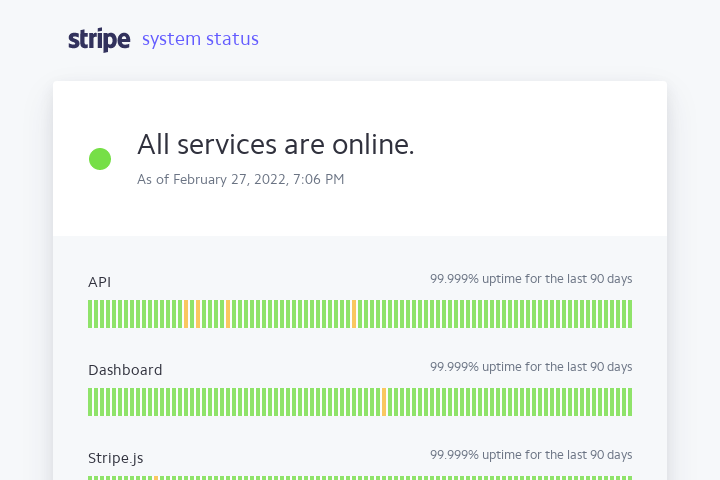 stripe system status
All services are online.
As of February 27, 2022, 7:06 PM
API 99.999% uptime for the last 90 days
Dashboard 99.999% uptime for the last 90 days
Stripe.js 99.999% uptime for the last 90 days